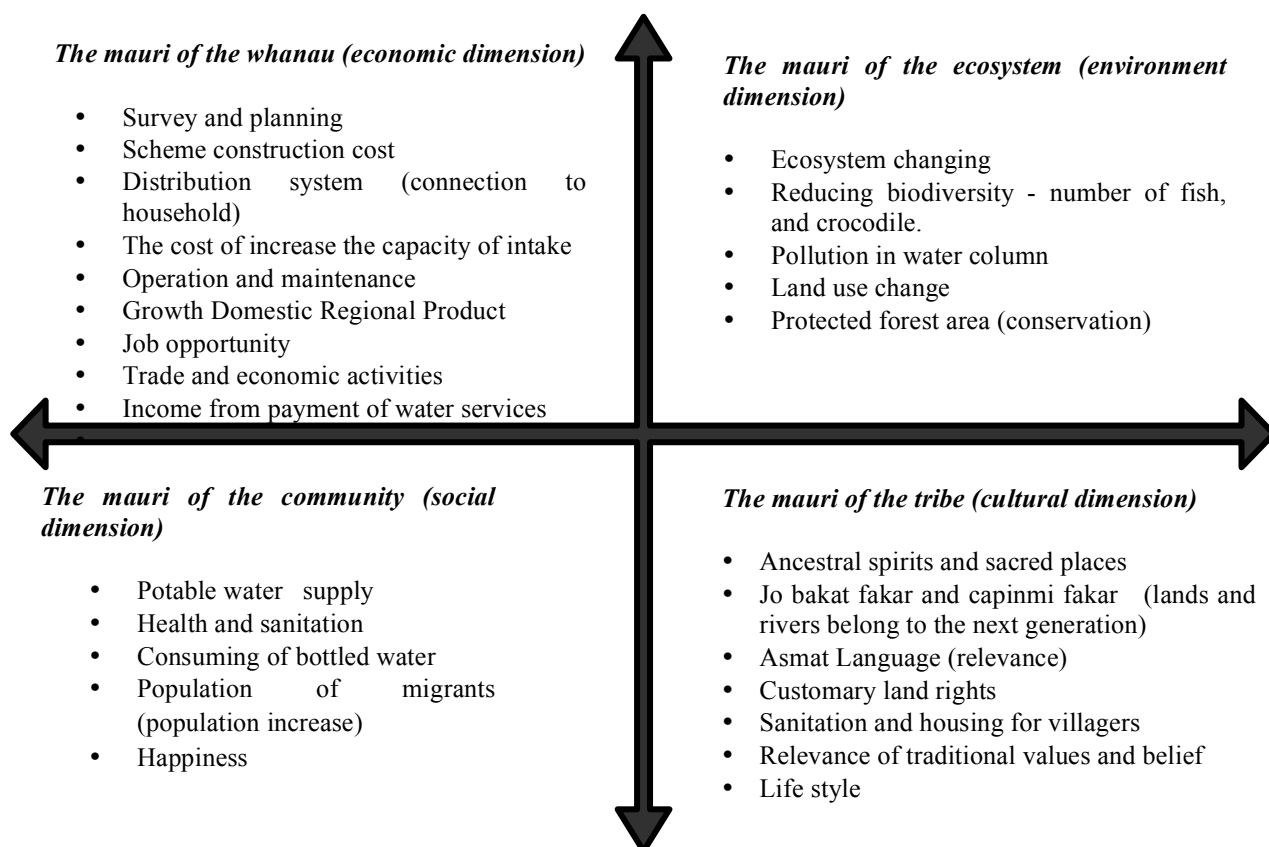 The mauri of the whanau (economic dimension)
• Survey and planning
• Scheme construction cost
• Distribution system (connection to
household)
• The cost of increase the capacity of intake
• Operation and maintenance
• Growth Domestic Regional Product
• Job opportunity
• Trade and economic activities
• Income from payment of water services
The mauri of the ecosystem (environment
dimension)
• Ecosystem changing
• Reducing biodiversity - number of fish,
and crocodile.
• Pollution in water column
• Land use change
• Protected forest area (conservation)
The mauri of the community (social
dimension)
• Potable water supply
• Health and sanitation
• Consuming of bottled water
• Population of migrants
(population increase)
• Happiness
The mauri of the tribe (cultural dimension)
• Ancestral spirits and sacred places
• Jo bakat fakar and capinmi fakar (lands and
rivers belong to the next generation)
• Asmat Language (relevance)
• Customary land rights
• Sanitation and housing for villagers
• Relevance of traditional values and belief
• Life style